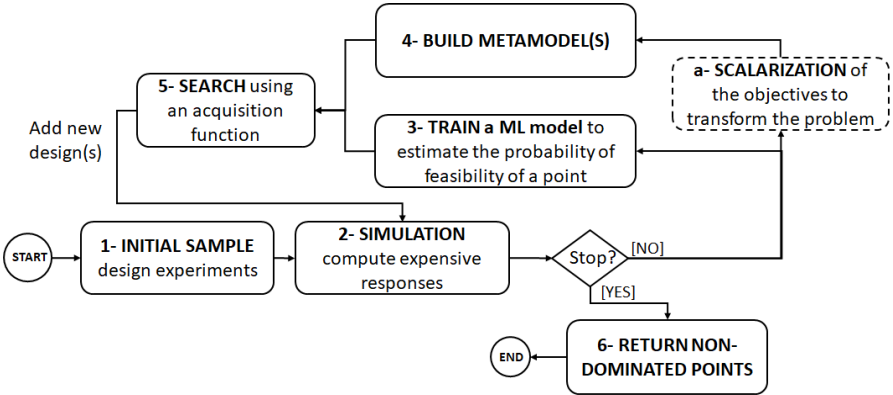 4- BUILD METAMODEL(S)
a- SCALARIZATION of
the objectives to
transform the problem
5- SEARCH using
an acquisition
function
Add new
design(s)
3- TRAIN a ML model to
estimate the probability of
feasibility of a point
START
1- INITIAL SAMPLE
design experiments
2- SIMULATION
compute expensive
responses
Stop?
[NO]
[YES]
6- RETURN NON-
DOMINATED POINTS
END